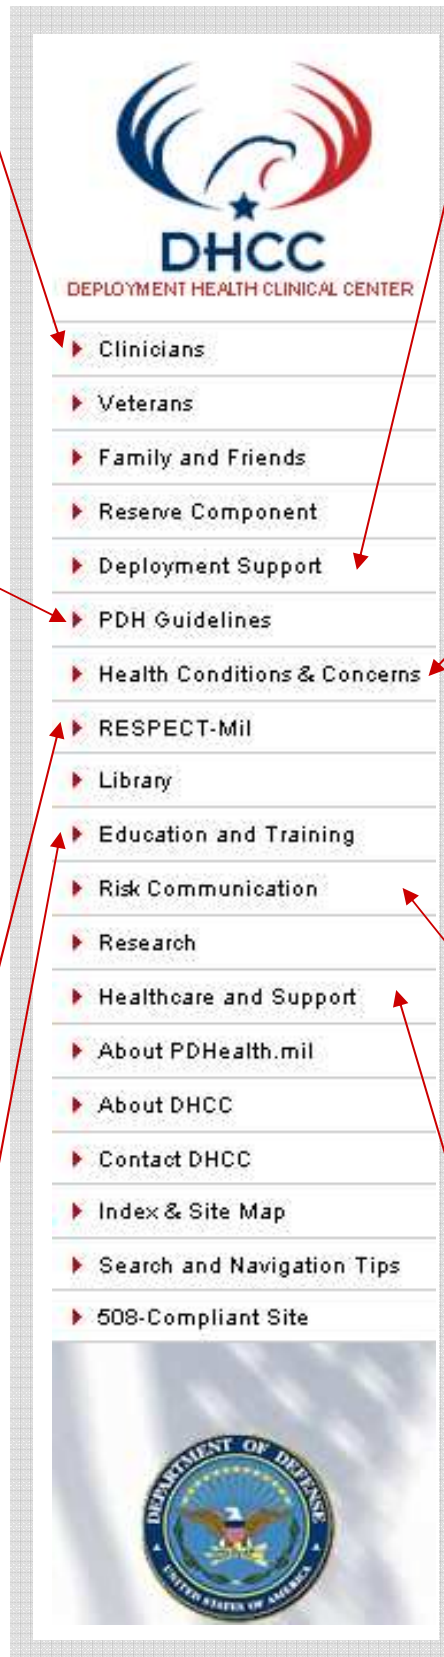 DHCC
DEPLOYMENT HEALTH CLINICAL CENTER
Clinicians
Veterans
Family and Friends
Reserve Component
Deployment Support
PDH Guidelines
Health Conditions & Concerns
RESPECT-Mil
Library
Education and Training
Risk Communication
Research
Healthcare and Support
About PDHealth.mil
About DHCC
Contact DHCC
Index & Site Map
Search and Navigation Tips
508-Compliant Site
DEPARTMENT OF DEFENSE
UNITED STATES OF AMERICA